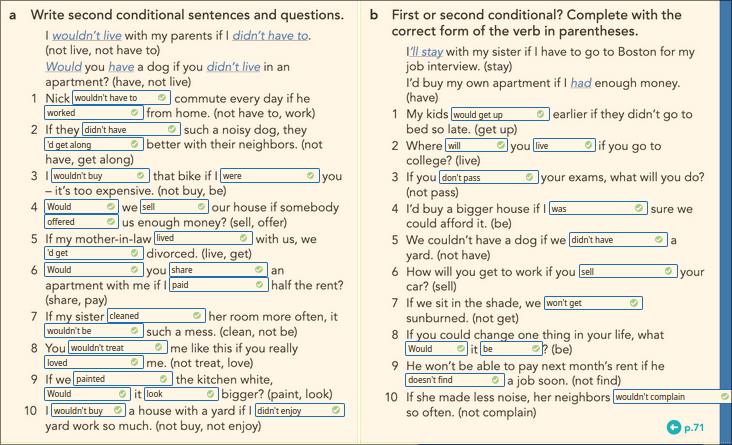 a Write second conditional sentences and questions.
I wouldn't live with my parents if I didn't have to.
(not live, not have to)
Would you have a dog if you didn't live in an
apartment? (have, not live)
1 Nick wouldn't have to commute every day if he
worked from home. (not have to, work)
2 If they didn't have such a noisy dog, they
'd get along better with their neighbors. (not
have, get along)
3 I wouldn't buy that bike if I were you
– it's too expensive. (not buy, be)
4 Would we sell our house if somebody
offered us enough money? (sell, offer)
5 If my mother-in-law lived with us, we
'd get divorced. (live, get)
6 Would you share an
apartment with me if I paid half the rent?
(share, pay)
7 If my sister cleaned her room more often, it
wouldn't be such a mess. (clean, not be)
8 You wouldn't treat me like this if you really
loved me. (not treat, love)
9 If we painted the kitchen white,
Would it look bigger? (paint, look)
10 I wouldn't buy a house with a yard if I didn't enjoy
yard work so much. (not buy, not enjoy)
b First or second conditional? Complete with the
correct form of the verb in parentheses.
I'll stay with my sister if I have to go to Boston for my
job interview. (stay)
I'd buy my own apartment if I had enough money.
(have)
1 My kids would get up earlier if they didn't go to
bed so late. (get up)
2 Where will you live if you go to
college? (live)
3 If you don't pass your exams, what will you do?
(not pass)
4 I'd buy a bigger house if I was sure we
could afford it. (be)
5 We couldn't have a dog if we didn't have a
yard. (not have)
6 How will you get to work if you sell your
car? (sell)
7 If we sit in the shade, we won't get
sunburned. (not get)
8 If you could change one thing in your life, what
Would it be? (be)
9 He won't be able to pay next month's rent if he
doesn't find a job soon. (not find)
10 If she made less noise, her neighbors wouldn't complain
so often. (not complain)
p.71